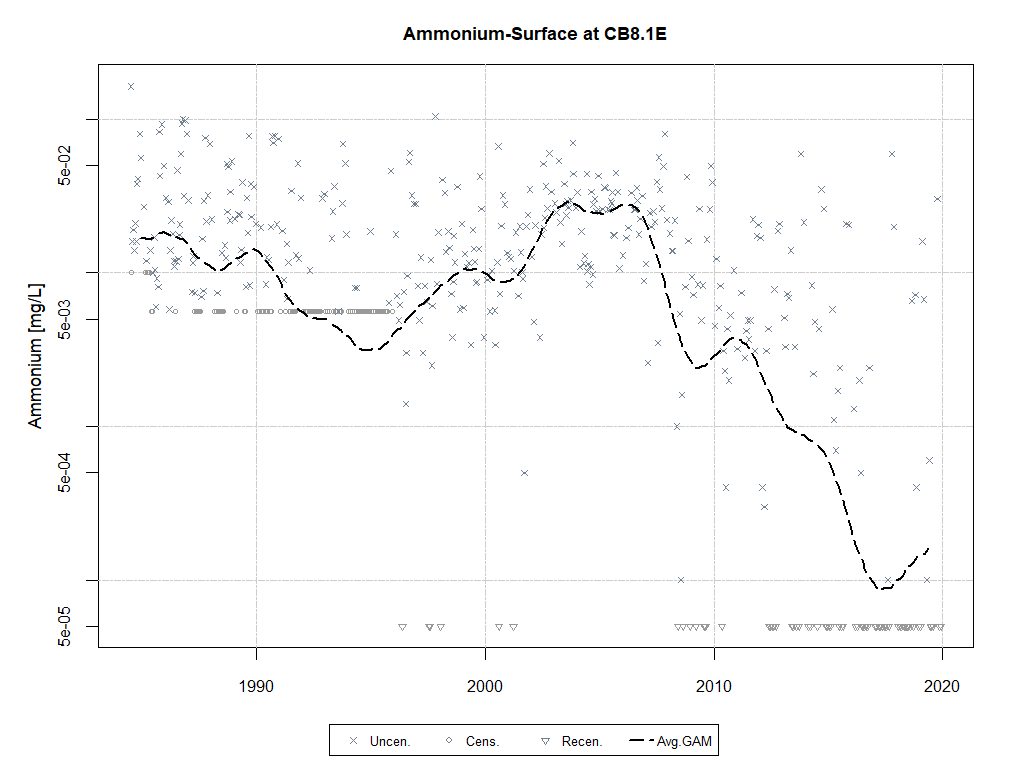 Ammonium-Surface at CB8.1E
Ammonium [mg/L]
5e-02
5e-03
5e-04
5e-05
1990 2000 2010 2020
Uncen. Cens. Recen. Avg.GAM